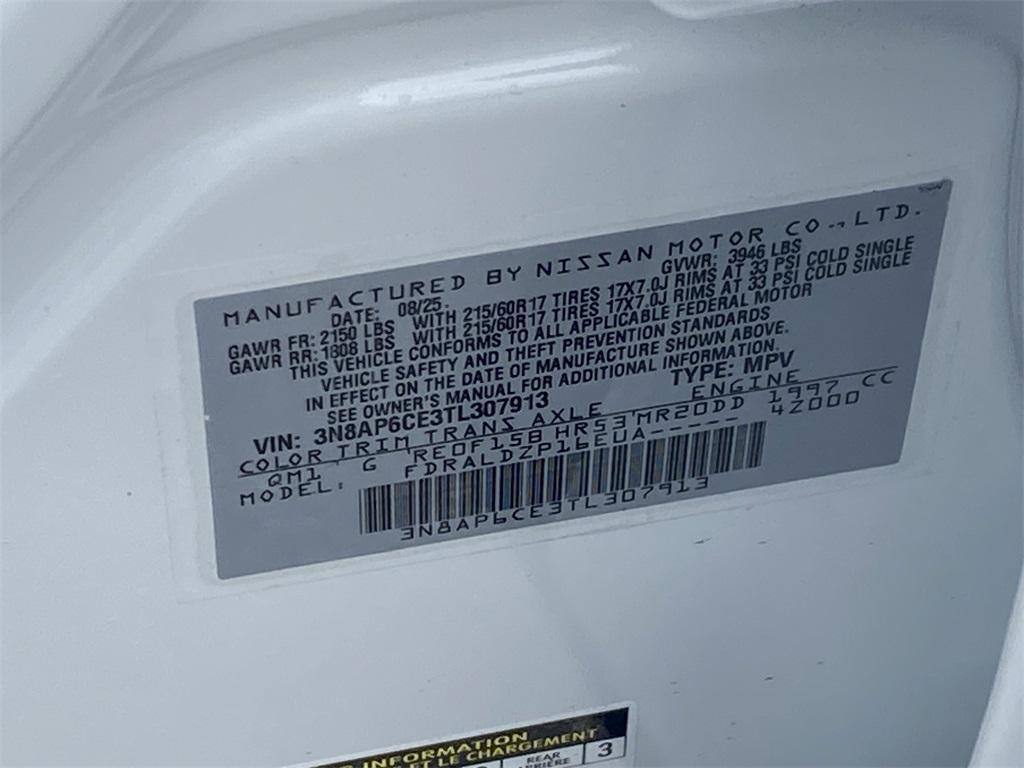 MANUFACTURED BY NISSAN MOTOR CO., LTD.
DATE: 08/25. GVWR: 3946 LBS
GAWR FR: 2150 LBS WITH 215/60R17 TIRES 17X7.0J RIMS AT 33 PSI COLD SINGLE
GAWR RR: 1808 LBS WITH 215/60R17 TIRES 17X7.0J RIMS AT 33 PSI COLD SINGLE
THIS VEHICLE CONFORMS TO ALL APPLICABLE FEDERAL MOTOR
VEHICLE SAFETY AND THEFT PREVENTION STANDARDS
IN EFFECT ON THE DATE OF MANUFACTURE SHOWN ABOVE.
SEE OWNER'S MANUAL FOR ADDITIONAL INFORMATION.
VIN: 3N8AP6CE3TL307913 TYPE: MPV
COLOR TRIM TRANS AXLE ENGINE
QM1 G RE0F15B HR53 MR20DD 1997 CC
MODEL: FDRALDZP16EUA----- 4Z000
3N8AP6CE3TL307913
INFORMATION
ET LE CHARGEMENT
REAR 3
ARRIÈRE